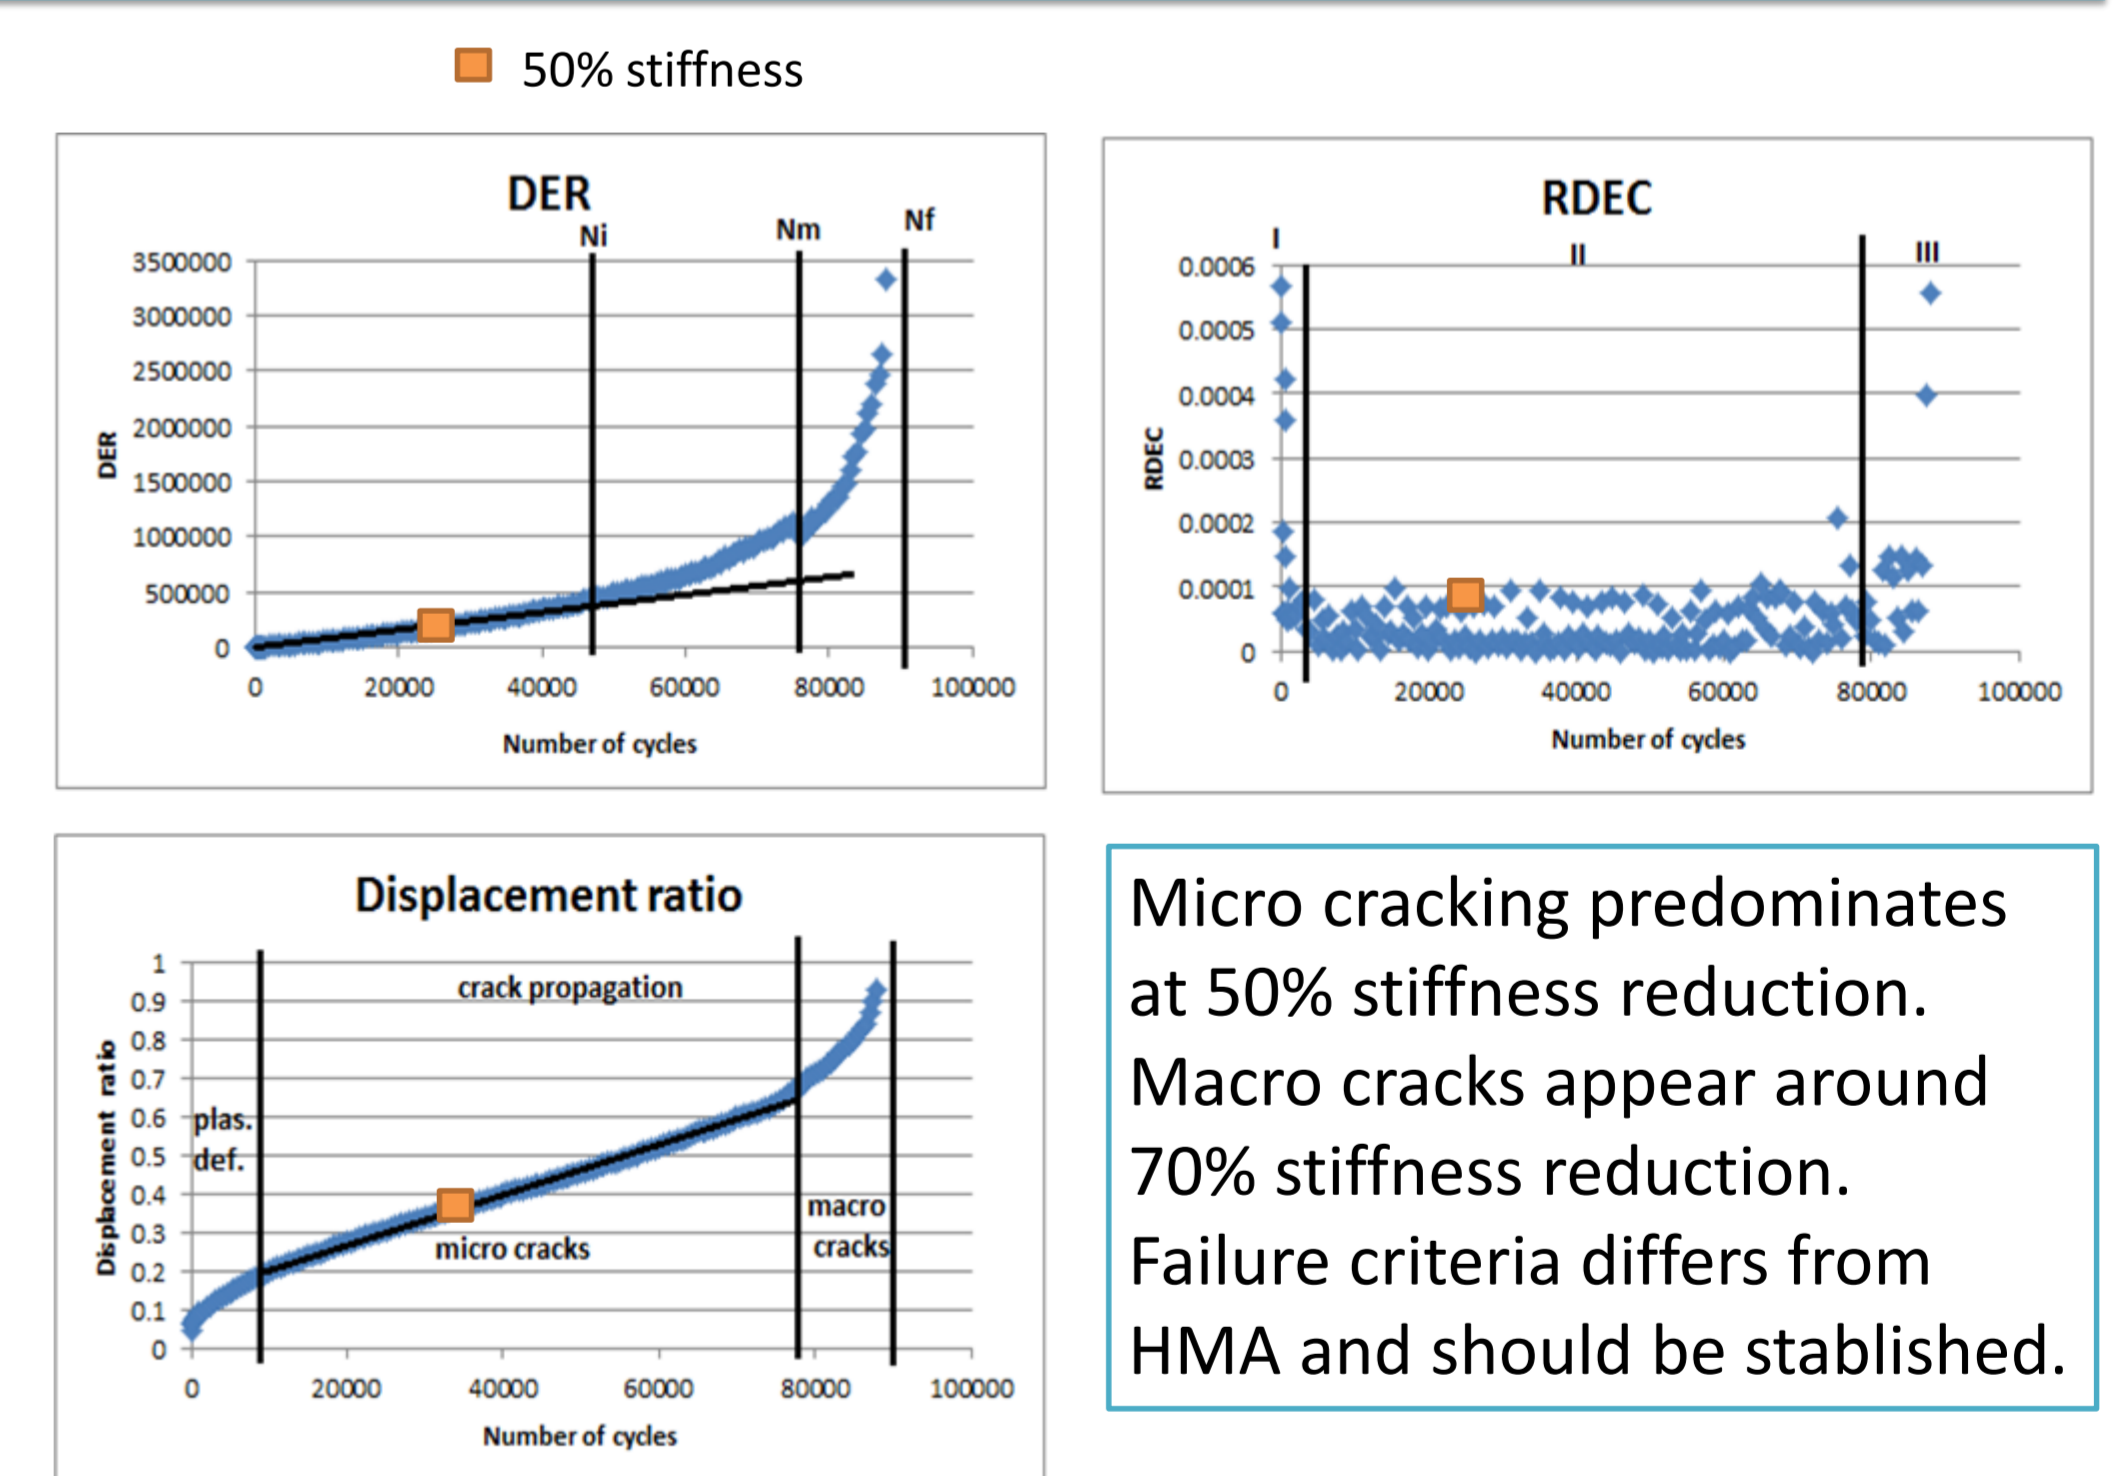 50% stiffness
DER
Ni
Nm
Nf
3500000
3000000
2500000
2000000
1500000
1000000
500000
0
DER
0 20000 40000 60000 80000 100000
Number of cycles
RDEC
I
II
III
0.0006
0.0005
0.0004
0.0003
0.0002
0.0001
0
RDEC
0 20000 40000 60000 80000 100000
Number of cycles
Displacement ratio
1
0.9
0.8
0.7
0.6
0.5
0.4
0.3
0.2
0.1
0
Displacement ratio
crack propagation
plas.
def.
micro cracks
macro
cracks
0 20000 40000 60000 80000 100000
Number of cycles
Micro cracking predominates
at 50% stiffness reduction.
Macro cracks appear around
70% stiffness reduction.
Failure criteria differs from
HMA and should be stablished.